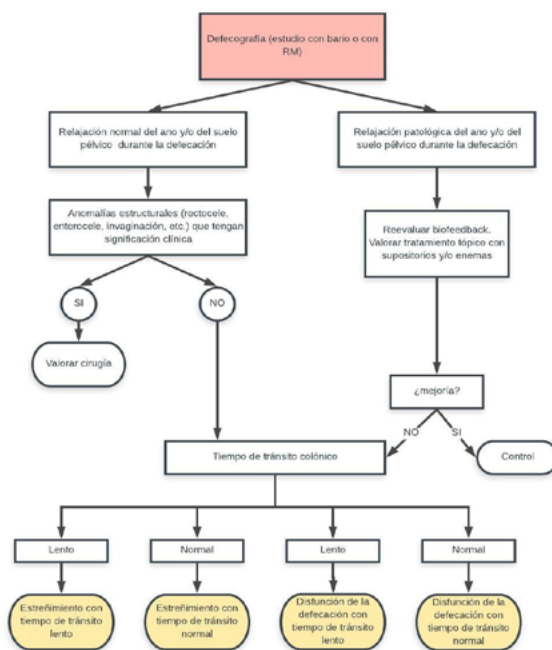 Defecografía (estudio con bario o con
RM)
Relajación normal del ano y/o del suelo
pélvico durante la defecación
Relajación patológica del ano y/o del
suelo pélvico durante la defecación
Anomalías estructurales (rectocele,
enterocele, invaginación, etc.) que tengan
significación clínica
Reevaluar biofeedback.
Valorar tratamiento tópico con
supositorios y/o enemas
SI
NO
Valorar cirugía
¿mejoría?
NO
SI
Tiempo de tránsito colónico
Control
Lento
Normal
Lento
Normal
Estreñimiento con
tiempo de tránsito
lento
Estreñimiento con
tiempo de tránsito
normal
Disfunción de la
defecación con
tiempo de tránsito
lento
Disfunción de la
defecación con
tiempo de tránsito
normal